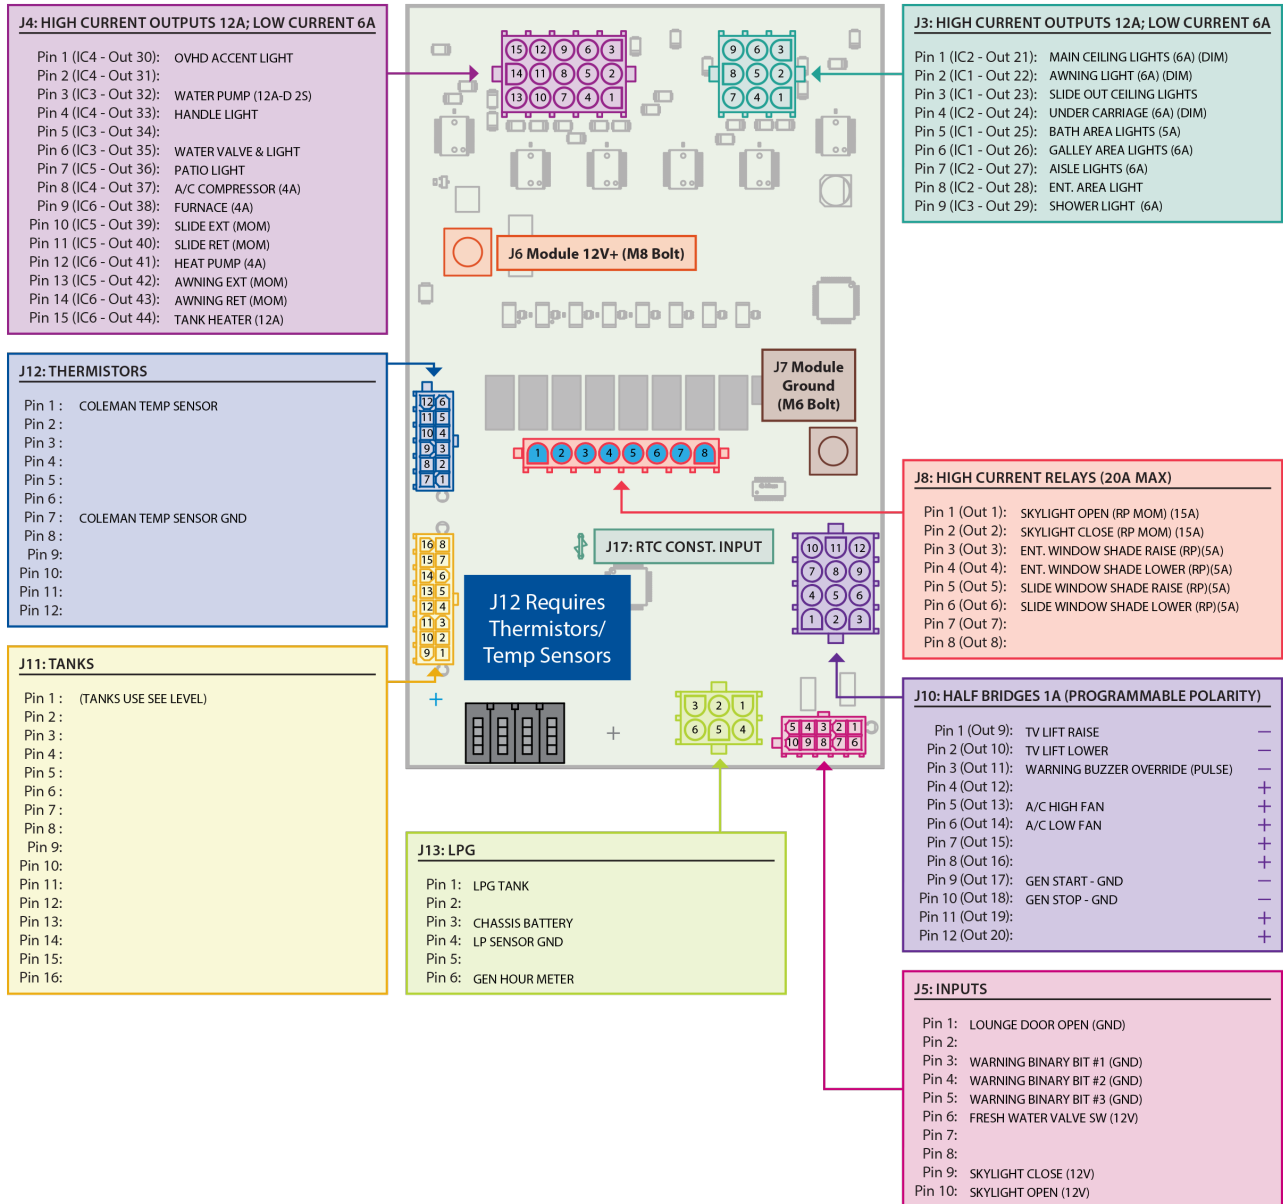 J4: HIGH CURRENT OUTPUTS 12A; LOW CURRENT 6A
Pin 1 (IC4 - Out 30): OVHD ACCENT LIGHT
Pin 2 (IC4 - Out 31):
Pin 3 (IC3 - Out 32): WATER PUMP (12A-D 2S)
Pin 4 (IC4 - Out 33): HANDLE LIGHT
Pin 5 (IC3 - Out 34):
Pin 6 (IC3 - Out 35): WATER VALVE & LIGHT
Pin 7 (IC5 - Out 36): PATIO LIGHT
Pin 8 (IC4 - Out 37): A/C COMPRESSOR (4A)
Pin 9 (IC6 - Out 38): FURNACE (4A)
Pin 10 (IC5 - Out 39): SLIDE EXT (MOM)
Pin 11 (IC5 - Out 40): SLIDE RET (MOM)
Pin 12 (IC6 - Out 41): HEAT PUMP (4A)
Pin 13 (IC5 - Out 42): AWNING EXT (MOM)
Pin 14 (IC6 - Out 43): AWNING RET (MOM)
Pin 15 (IC6 - Out 44): TANK HEATER (12A)
15 12 9 6 3
14 11 8 5 2
13 10 7 4 1
9 6 3
8 5 2
7 4 1
J3: HIGH CURRENT OUTPUTS 12A; LOW CURRENT 6A
Pin 1 (IC2 - Out 21): MAIN CEILING LIGHTS (6A) (DIM)
Pin 2 (IC1 - Out 22): AWNING LIGHT (6A) (DIM)
Pin 3 (IC1 - Out 23): SLIDE OUT CEILING LIGHTS
Pin 4 (IC2 - Out 24): UNDER CARRIAGE (6A) (DIM)
Pin 5 (IC1 - Out 25): BATH AREA LIGHTS (5A)
Pin 6 (IC1 - Out 26): GALLEY AREA LIGHTS (6A)
Pin 7 (IC2 - Out 27): AISLE LIGHTS (6A)
Pin 8 (IC2 - Out 28): ENT. AREA LIGHT
Pin 9 (IC3 - Out 29): SHOWER LIGHT (6A)
J6 Module 12V+ (M8 Bolt)
J7 Module
Ground
(M6 Bolt)
J12: THERMISTORS
Pin 1 : COLEMAN TEMP SENSOR
Pin 2 :
Pin 3 :
Pin 4 :
Pin 5 :
Pin 6 :
Pin 7 : COLEMAN TEMP SENSOR GND
Pin 8 :
Pin 9:
Pin 10:
Pin 11:
Pin 12:
12 6
11 5
10 4
9 3
8 2
7 1
1 2 3 4 5 6 7 8
J8: HIGH CURRENT RELAYS (20A MAX)
Pin 1 (Out 1): SKYLIGHT OPEN (RP MOM) (15A)
Pin 2 (Out 2): SKYLIGHT CLOSE (RP MOM) (15A)
Pin 3 (Out 3): ENT. WINDOW SHADE RAISE (RP)(5A)
Pin 4 (Out 4): ENT. WINDOW SHADE LOWER (RP)(5A)
Pin 5 (Out 5): SLIDE WINDOW SHADE RAISE (RP)(5A)
Pin 6 (Out 6): SLIDE WINDOW SHADE LOWER (RP)(5A)
Pin 7 (Out 7):
Pin 8 (Out 8):
J17: RTC CONST. INPUT
16 8
15 7
14 6
13 5
12 4
11 3
10 2
9 1
J12 Requires
Thermistors/
Temp Sensors
10 11 12
7 8 9
4 5 6
1 2 3
J11: TANKS
Pin 1 : (TANKS USE SEE LEVEL)
Pin 2 :
Pin 3 :
Pin 4 :
Pin 5 :
Pin 6 :
Pin 7 :
Pin 8 :
Pin 9:
Pin 10:
Pin 11:
Pin 12:
Pin 13:
Pin 14:
Pin 15:
Pin 16:
+
+
3 2 1
6 5 4
5 4 3 2 1
10 9 8 7 6
J10: HALF BRIDGES 1A (PROGRAMMABLE POLARITY)
Pin 1 (Out 9): TV LIFT RAISE −
Pin 2 (Out 10): TV LIFT LOWER −
Pin 3 (Out 11): WARNING BUZZER OVERRIDE (PULSE) −
Pin 4 (Out 12): +
Pin 5 (Out 13): A/C HIGH FAN +
Pin 6 (Out 14): A/C LOW FAN +
Pin 7 (Out 15): +
Pin 8 (Out 16): +
Pin 9 (Out 17): GEN START - GND −
Pin 10 (Out 18): GEN STOP - GND −
Pin 11 (Out 19): +
Pin 12 (Out 20): +
J13: LPG
Pin 1: LPG TANK
Pin 2:
Pin 3: CHASSIS BATTERY
Pin 4: LP SENSOR GND
Pin 5:
Pin 6: GEN HOUR METER
J5: INPUTS
Pin 1: LOUNGE DOOR OPEN (GND)
Pin 2:
Pin 3: WARNING BINARY BIT #1 (GND)
Pin 4: WARNING BINARY BIT #2 (GND)
Pin 5: WARNING BINARY BIT #3 (GND)
Pin 6: FRESH WATER VALVE SW (12V)
Pin 7:
Pin 8:
Pin 9: SKYLIGHT CLOSE (12V)
Pin 10: SKYLIGHT OPEN (12V)